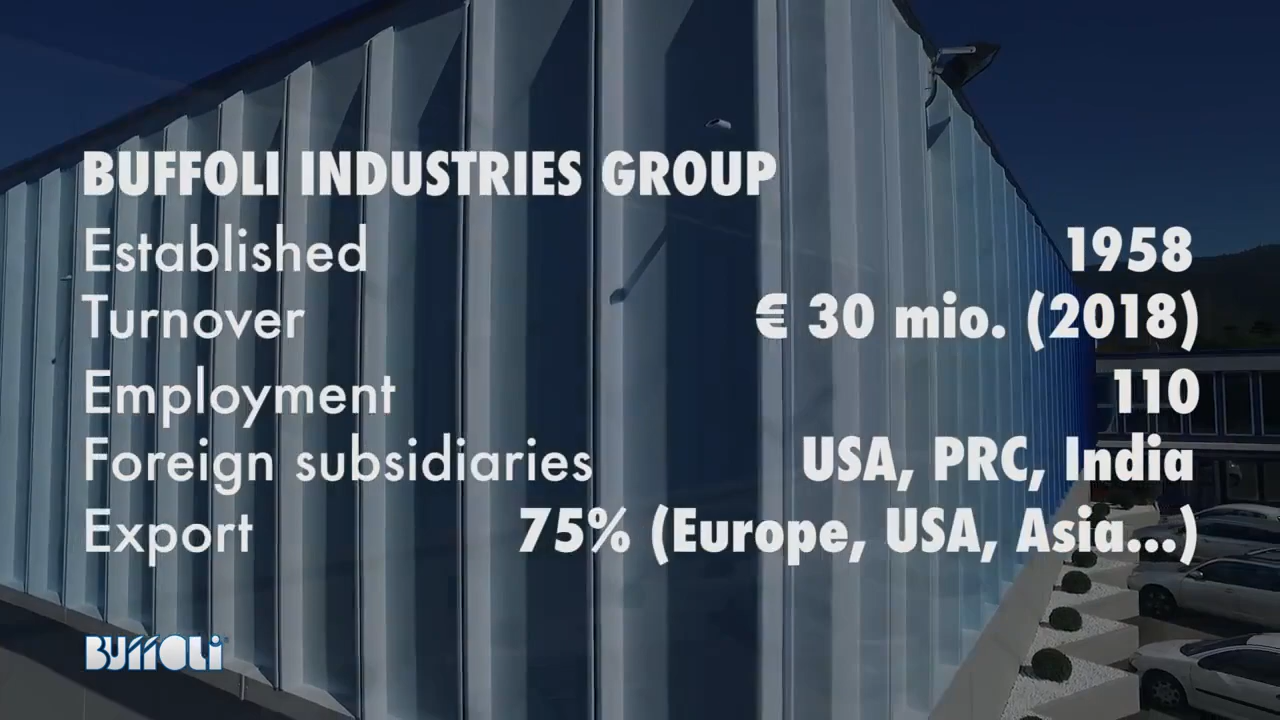 BUFFOLI INDUSTRIES GROUP
Established 1958
Turnover € 30 mio. (2018)
Employment 110
Foreign subsidiaries USA, PRC, India
Export 75% (Europe, USA, Asia...)
BUFFOLI